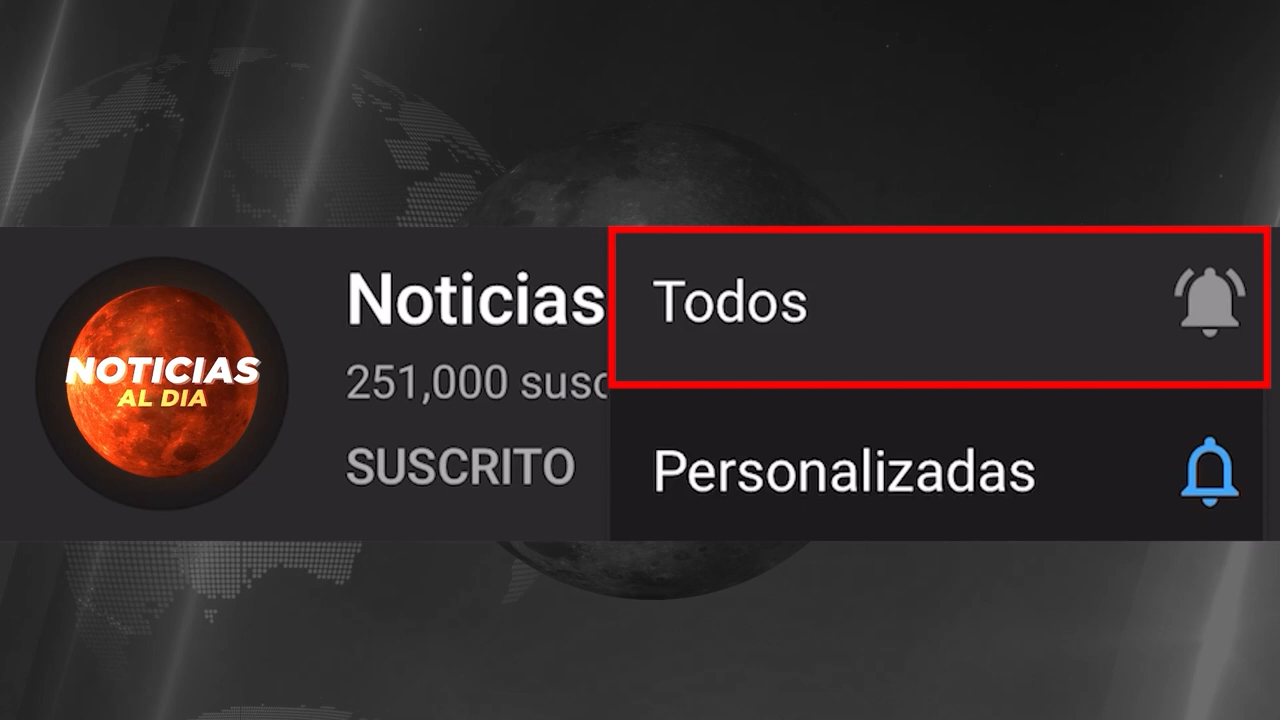 NOTICIAS
AL DIA
Noticias
251,000 susc
SUSCRITO
Todos
Personalizadas